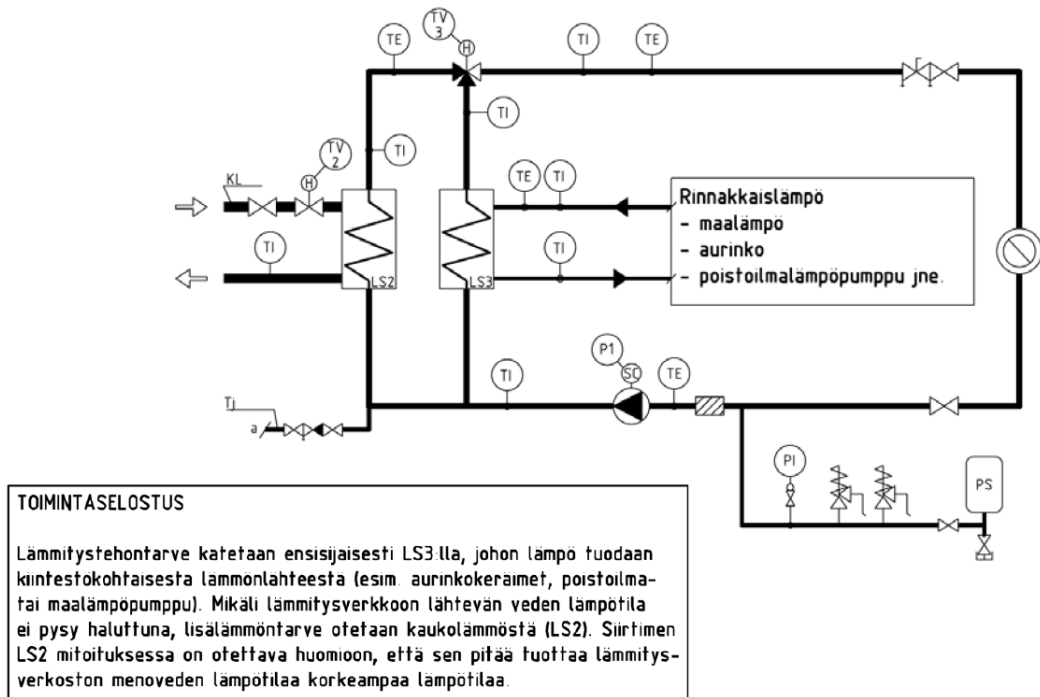 TV
3
TE
H
TI
TE
TI
TV
2
TI
H
KL
TE
TI
TI
TI
LS2
LS3
Rinnakkaislämpö
- maalämpö
- aurinko
- poistoilmalämpöpumppu jne.
P1
SC
TI
TE
Tj
a
PI
PS
TOIMINTASELOSTUS
Lämmitystehontarve katetaan ensisijaisesti LS3:lla, johon lämpö tuodaan
kiintestökohtaisesta lämmönlähteestä (esim. aurinkokeräimet, poistoilma-
tai maalämpöpumppu). Mikäli lämmitysverkkoon lähtevän veden lämpötila
ei pysy haluttuna, lisälämmöntarve otetaan kaukolämmöstä (LS2). Siirtimen
LS2 mitoituksessa on otettava huomioon, että sen pitää tuottaa lämmitys-
verkoston menoveden lämpötilaa korkeampaa lämpötilaa.